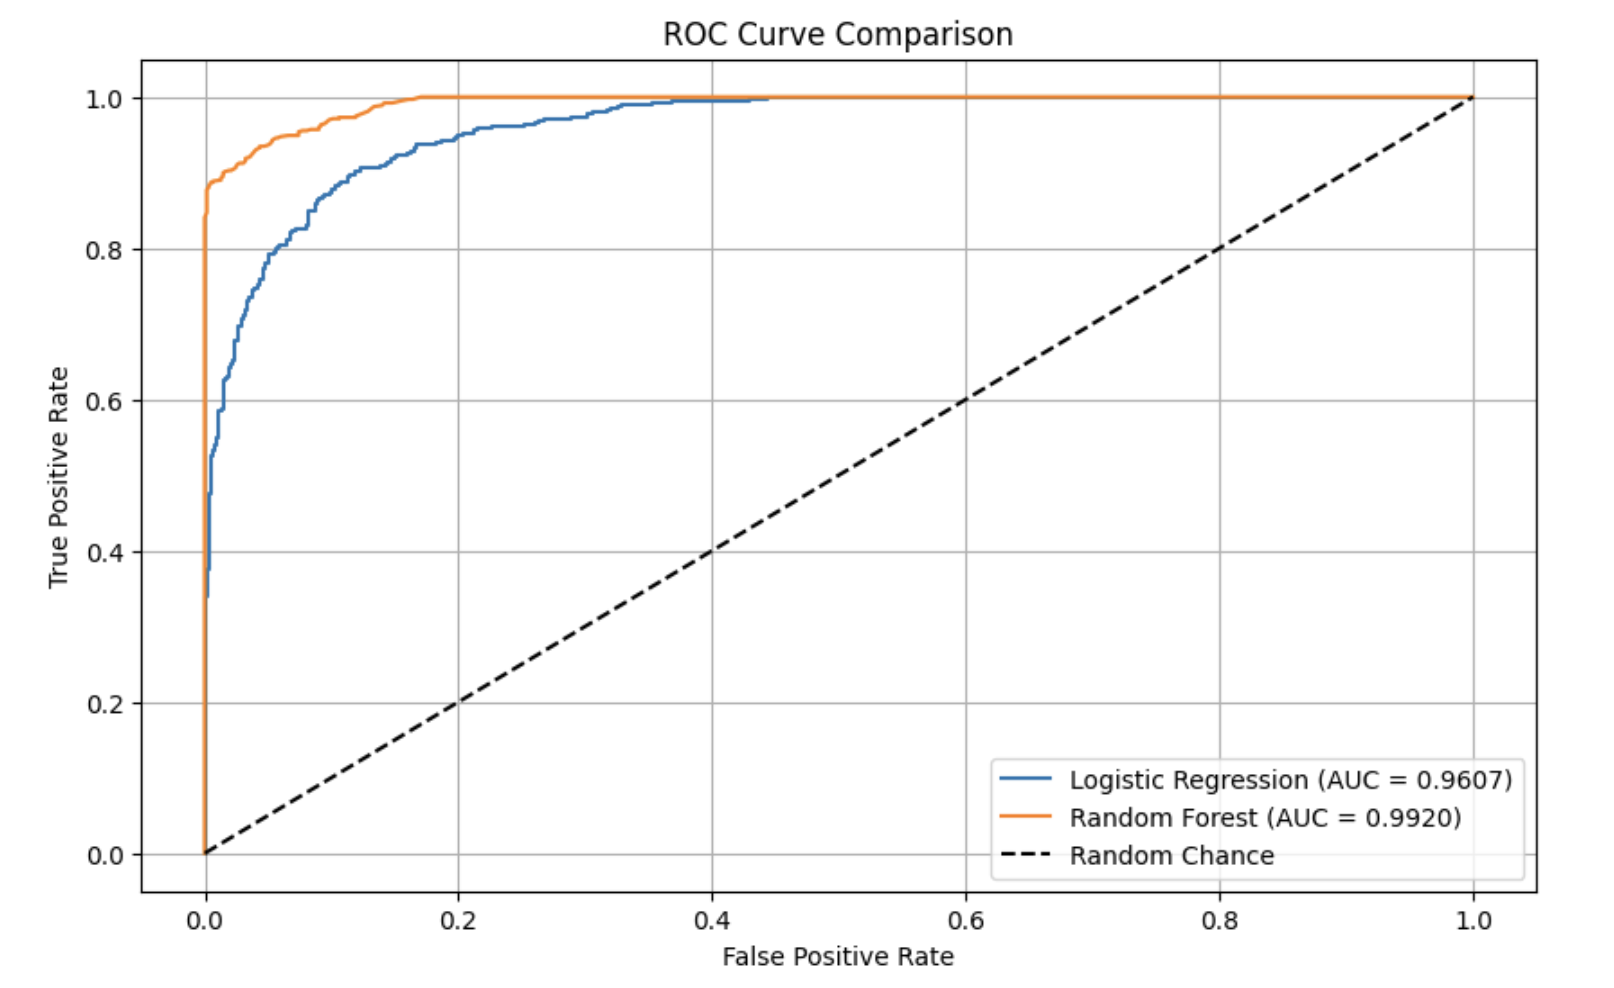 ROC Curve Comparison
True Positive Rate
1.0
0.8
0.6
0.4
0.2
0.0
Logistic Regression (AUC = 0.9607)
Random Forest (AUC = 0.9920)
Random Chance
0.0 0.2 0.4 0.6 0.8 1.0
False Positive Rate